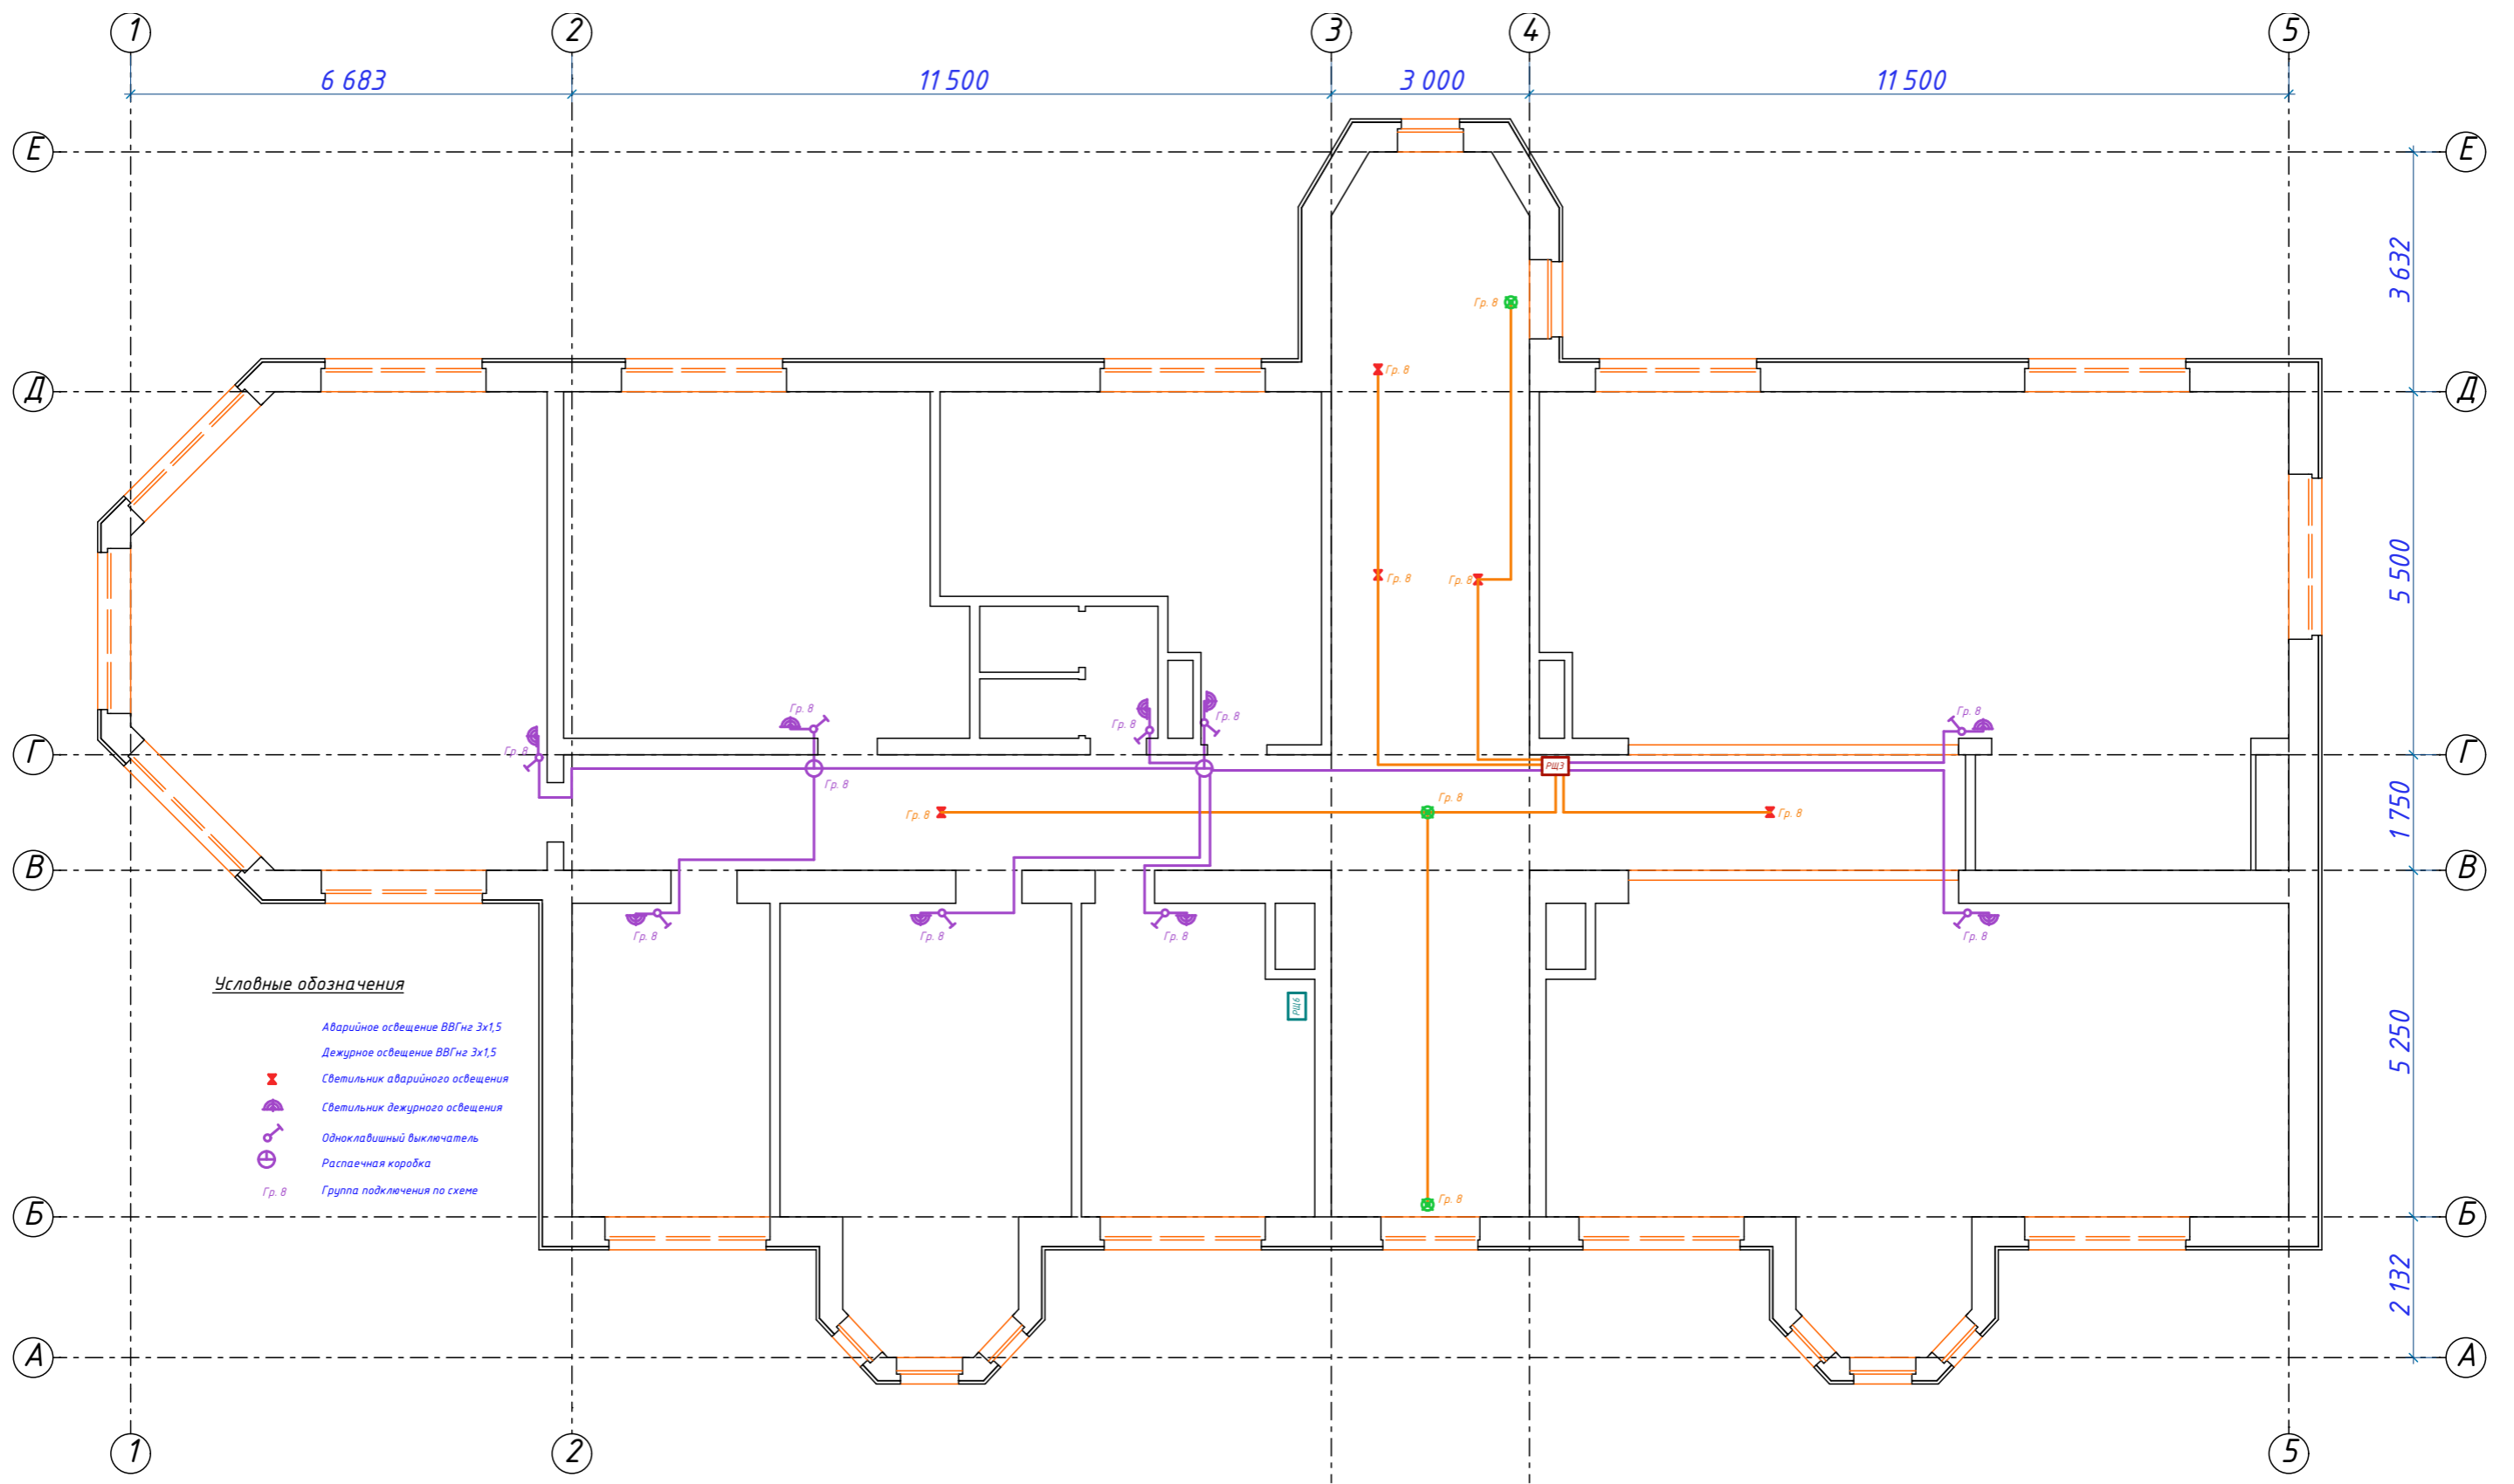 1 2 3 4 5
6 683 11 500 3 000 11 500
Е Е
3 632
Гр. 8
Д Гр. 8 Д
5 500
Гр. 8 Гр. 8
Гр. 8 Гр. 8 Гр. 8 Гр. 8
Гр. 8
Г РЩ3 Г
Гр. 8
Гр. 8 Гр. 8 Гр. 8
1 750
В В
Гр. 8 Гр. 8 Гр. 8 Гр. 8
Условные обозначения
РЩ6
Аварийное освещение ВВГнг 3х1,5
5 250
Дежурное освещение ВВГнг 3х1,5
Светильник аварийного освещения
Светильник дежурного освещения
Одноклавишный выключатель
Распаечная коробка
Гр. 8 Группа подключения по схеме
Гр. 8
Б Б
2 132
А А
1 2 5